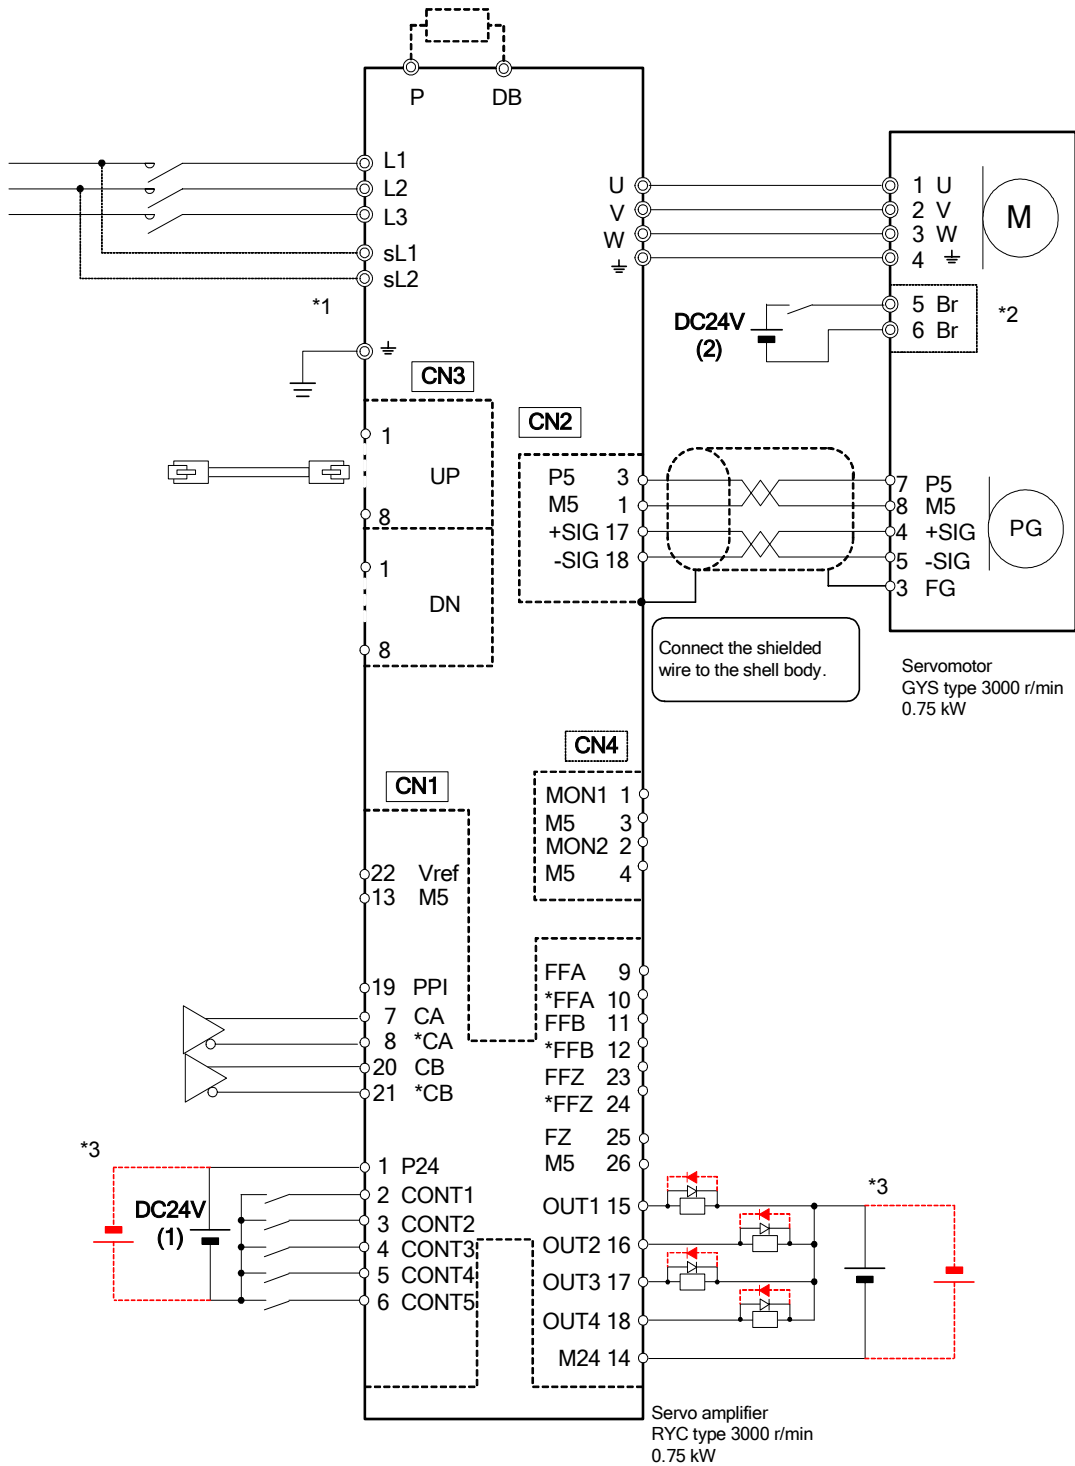 P
DB
L1
L2
L3
sL1
sL2
*1
⏚
U
V
W
⏚
1 U
2 V
3 W
4 ⏚
M
5 Br
6 Br
*2
DC24V
(2)
CN3
1
UP
8
1
DN
8
CN2
P5 3
M5 1
+SIG 17
-SIG 18
7 P5
8 M5
4 +SIG
5 -SIG
3 FG
PG
Connect the shielded
wire to the shell body.
Servomotor
GYS type 3000 r/min
0.75 kW
CN4
MON1 1
M5 3
MON2 2
M5 4
CN1
22 Vref
13 M5
19 PPI
7 CA
8 *CA
20 CB
21 *CB
FFA 9
*FFA 10
FFB 11
*FFB 12
FFZ 23
*FFZ 24
FZ 25
M5 26
*3
DC24V
(1)
1 P24
2 CONT1
3 CONT2
4 CONT3
5 CONT4
6 CONT5
OUT1 15
OUT2 16
OUT3 17
OUT4 18
M24 14
*3
Servo amplifier
RYC type 3000 r/min
0.75 kW